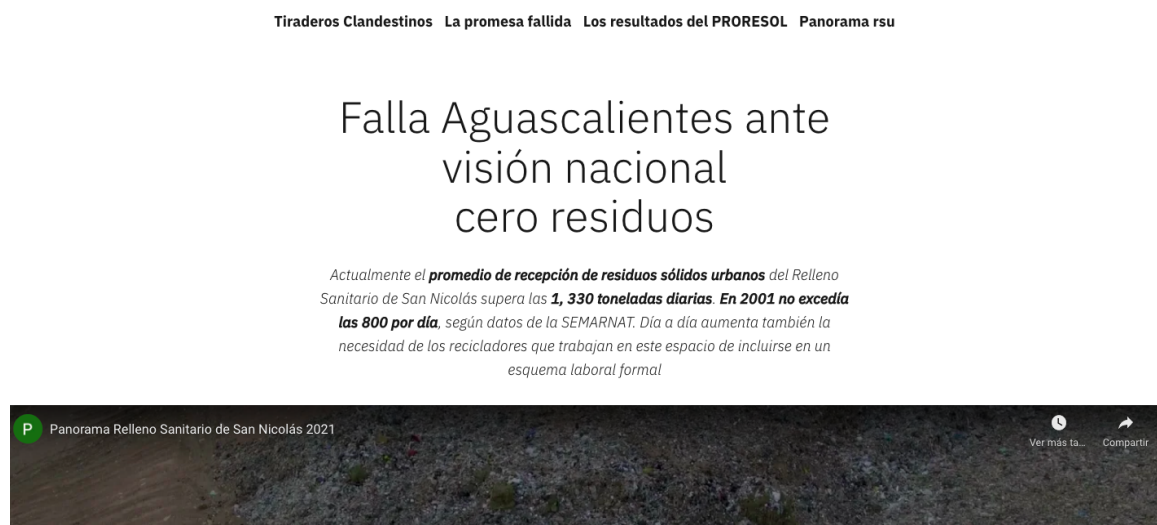 Tiraderos Clandestinos La promesa fallida Los resultados del PRORESOL Panorama rsu
Falla Aguascalientes ante
visión nacional
cero residuos
Actualmente el promedio de recepción de residuos sólidos urbanos del Relleno
Sanitario de San Nicolás supera las 1, 330 toneladas diarias. En 2001 no excedía
las 800 por día, según datos de la SEMARNAT. Día a día aumenta también la
necesidad de los recicladores que trabajan en este espacio de incluirse en un
esquema laboral formal
P Panorama Relleno Sanitario de San Nicolás 2021
Ver más ta... Compartir